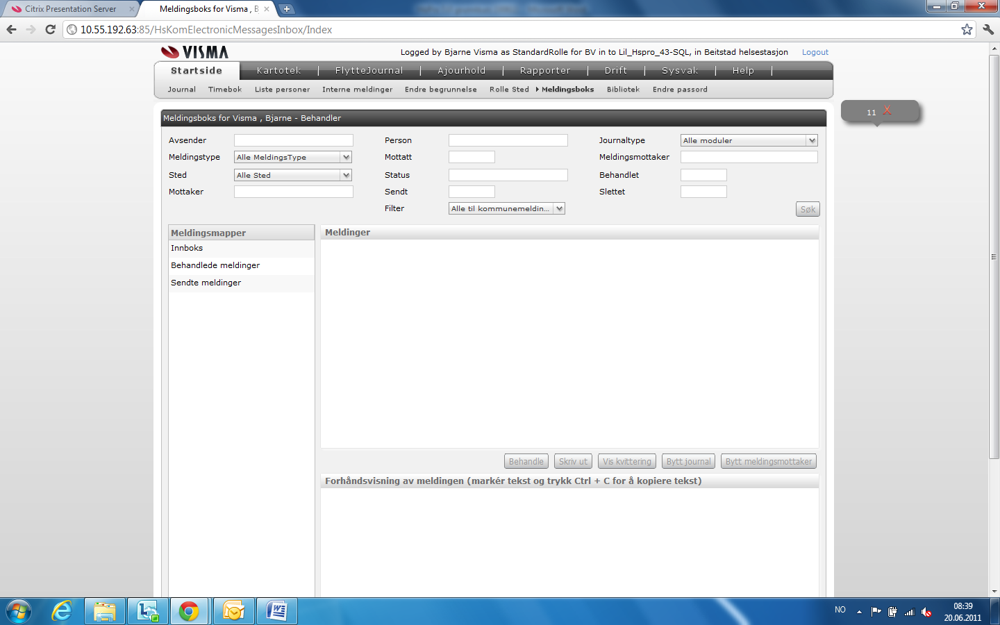 Citrix Presentation Server
Meldingsboks for Visma , B
10.55.192.63:85/HsKomElectronicMessagesInbox/Index
VISMA
Logged by Bjarne Visma as StandardRolle for BV in to Lil_Hspro_43-SQL, in Beitstad helsestasjon
Logout
Startside Kartotek FlytteJournal Ajourhold Rapporter Drift Sysvak Help
Journal Timebok Liste personer Interne meldinger Endre begrunnelse Rolle Sted Meldingsboks Bibliotek Endre passord
11 X
Meldingsboks for Visma , Bjarne - Behandler
Avsender Person Journaltype Alle moduler
Meldingstype Alle MeldingsType Mottatt Meldingsmottaker
Sted Alle Sted Status Behandlet
Mottaker Sendt Slettet
Filter Alle til kommunemeldin... Søk
Meldingsmapper
Innboks
Behandlede meldinger
Sendte meldinger
Meldinger
Behandle Skriv ut Vis kvittering Bytt journal Bytt meldingsmottaker
Forhåndsvisning av meldingen (markér tekst og trykk Ctrl + C for å kopiere tekst)
NO
08:39
20.06.2011